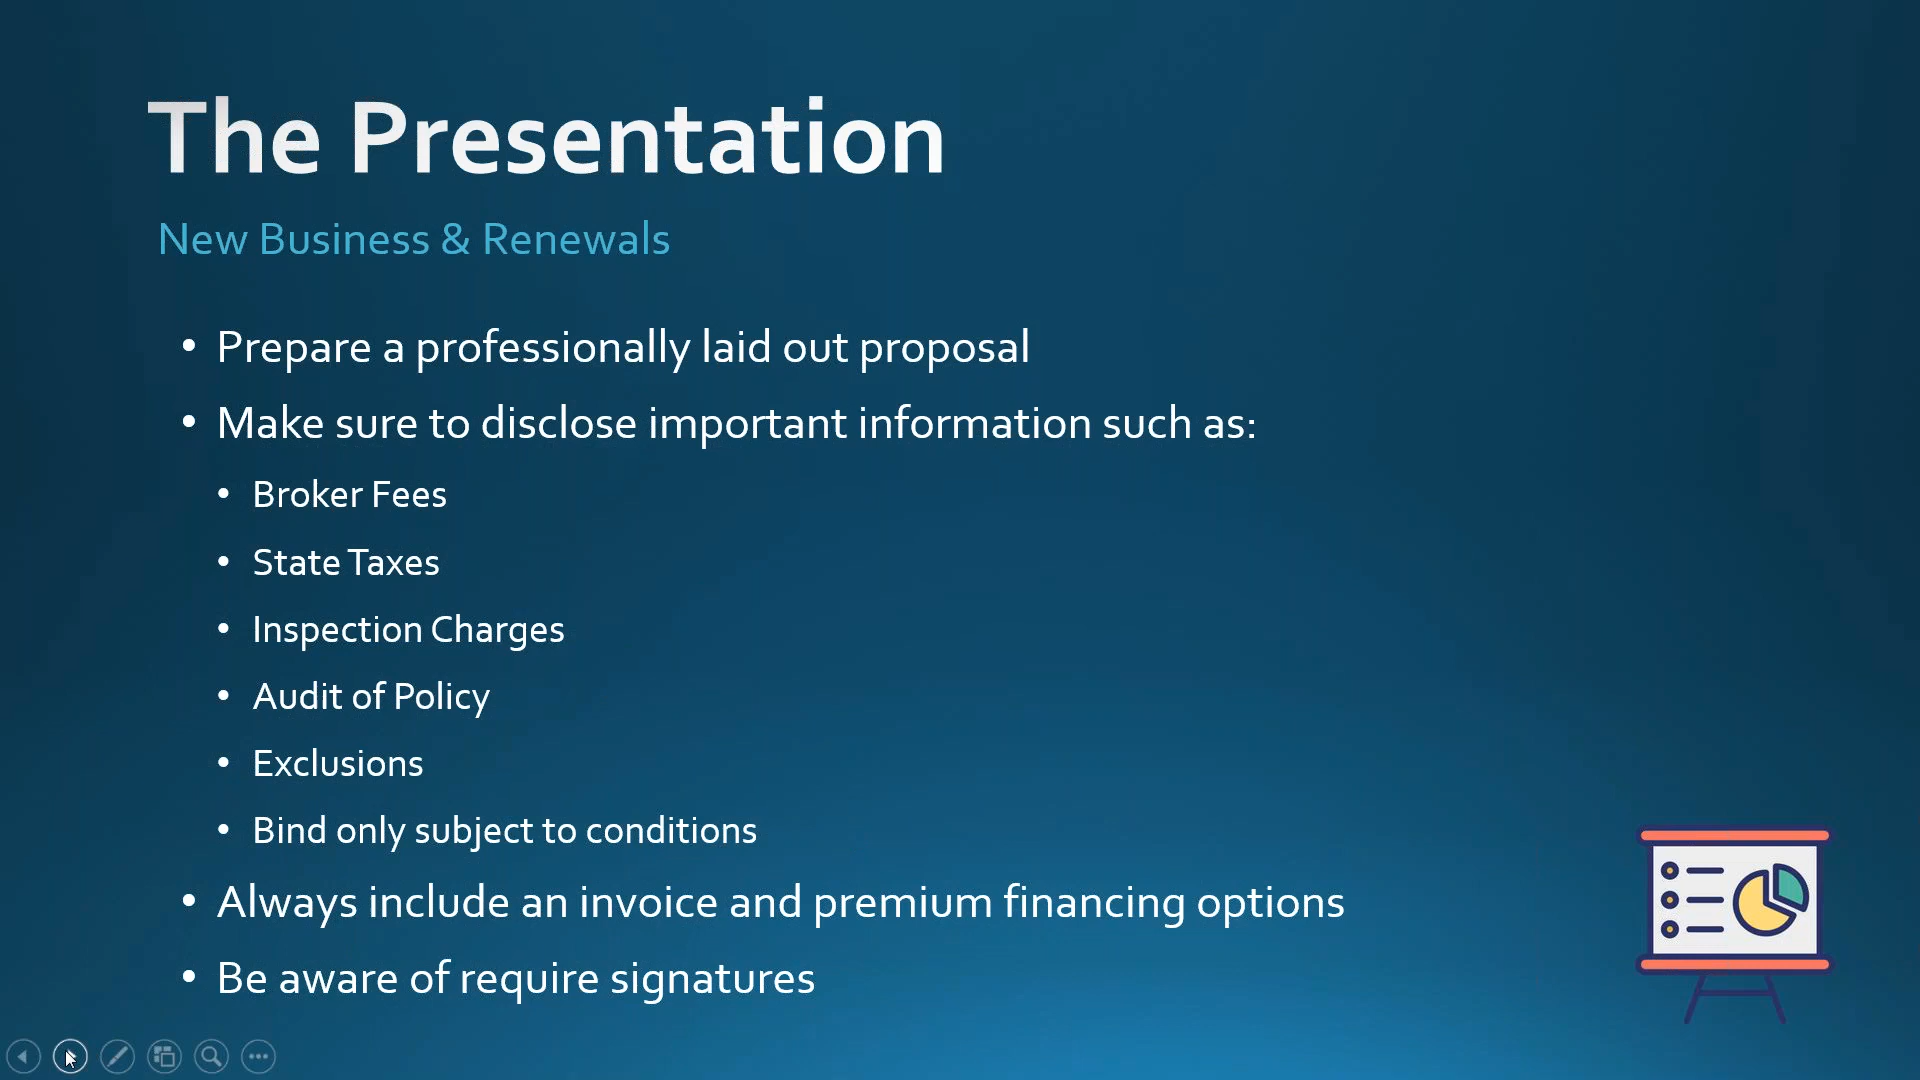 The Presentation
New Business & Renewals
• Prepare a professionally laid out proposal
• Make sure to disclose important information such as:
• Broker Fees
• State Taxes
• Inspection Charges
• Audit of Policy
• Exclusions
• Bind only subject to conditions
• Always include an invoice and premium financing options
• Be aware of require signatures